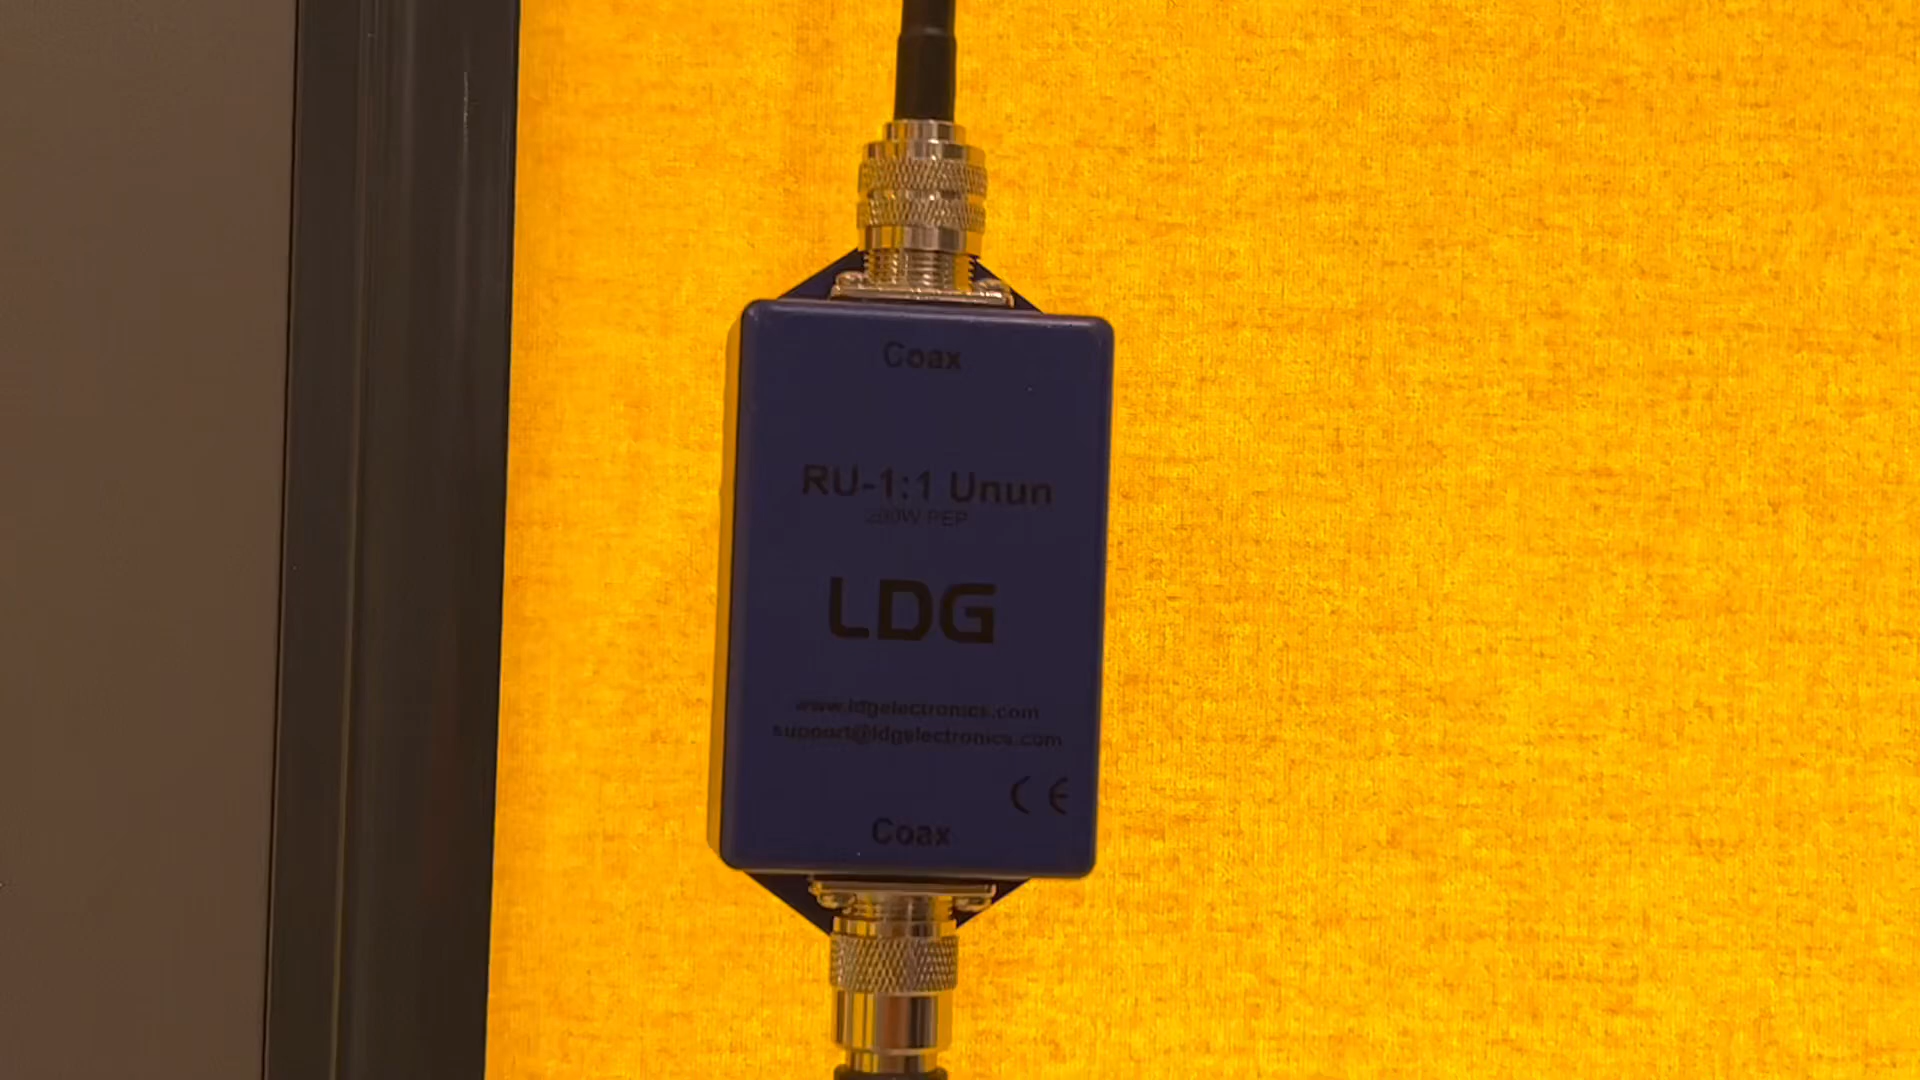 Coax
RU-1:1 Unun
200W PEP
LDG
www.ldgelectronics.com
support@ldgelectronics.com
CE
Coax